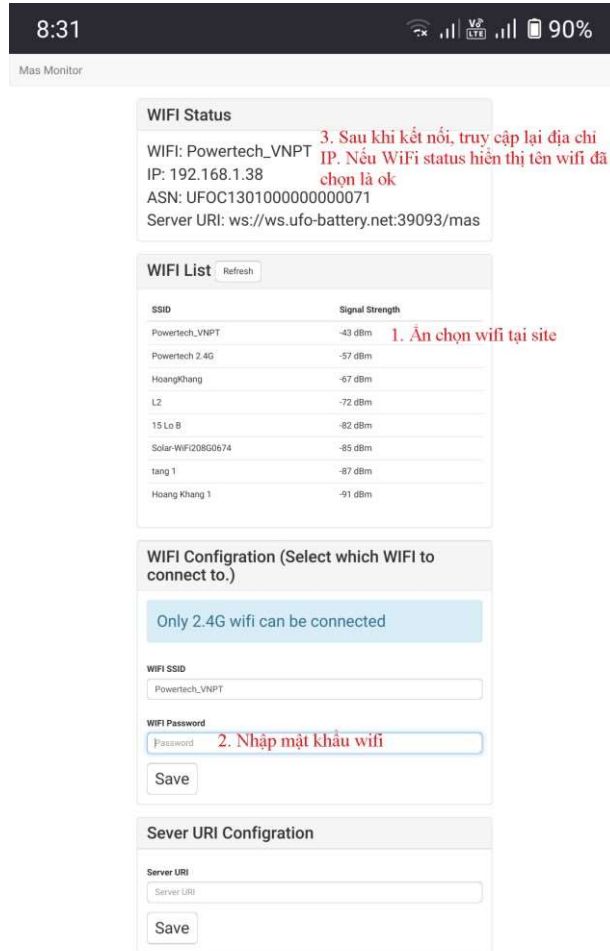 8:31
Vo)) LTE 90%
Mas Monitor
WIFI Status
WIFI: Powertech_VNPT
IP: 192.168.1.38
ASN: UFOC1301000000000071
Server URI: ws://ws.ufo-battery.net:39093/mas
3. Sau khi kết nối, truy cập lại địa chỉ
IP. Nếu WiFi status hiển thị tên wifi đã
chọn là ok
WIFI List Refresh
SSID Signal Strength
Powertech_VNPT -43 dBm
1. Ấn chọn wifi tại site
Powertech 2.4G -57 dBm
HoangKhang -67 dBm
L2 -72 dBm
15 Lo B -82 dBm
Solar-WiFi208G0674 -85 dBm
tang 1 -87 dBm
Hoang Khang 1 -91 dBm
WIFI Configration (Select which WIFI to
connect to.)
Only 2.4G wifi can be connected
WIFI SSID
Powertech_VNPT
WIFI Password
Password
2. Nhập mật khẩu wifi
Save
Sever URI Configration
Server URI
Server URI
Save